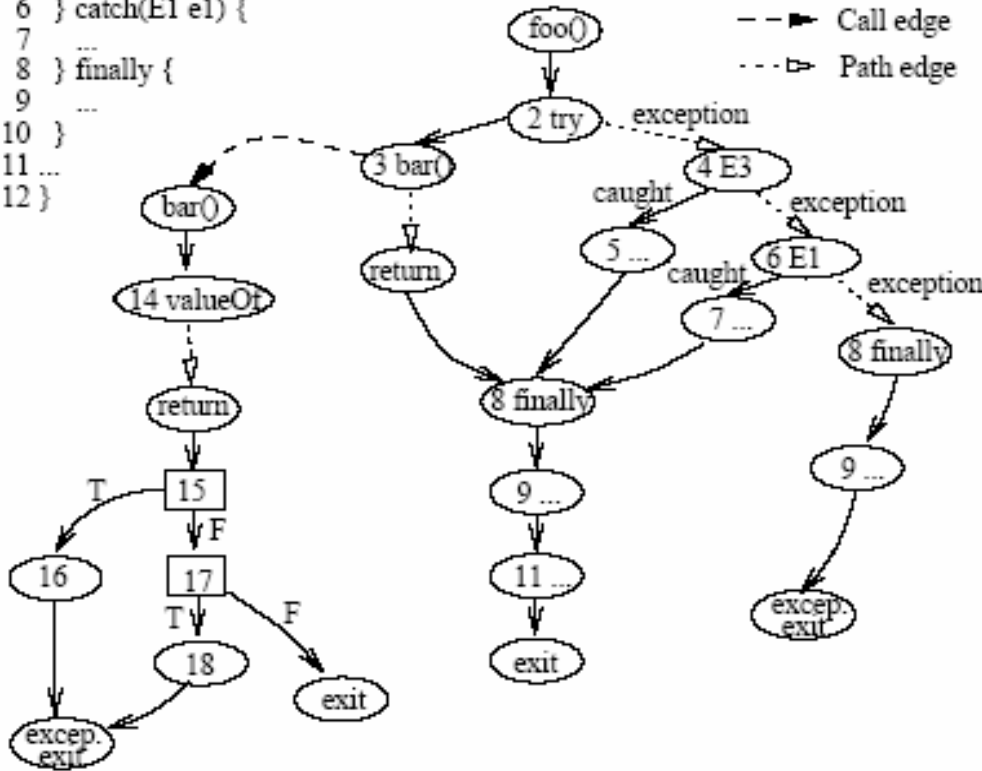 6 } catch(E1 e1) {
7 ...
8 } finally {
9 ...
10 }
11 ...
12 }
Call edge
Path edge
foo()
2 try
exception
3 bar()
4 E3
caught
exception
bar()
5 ...
6 E1
return
caught
exception
14 valueOf
7 ...
8 finally
return
8 finally
9 ...
15
T
F
9 ...
16
17
11 ...
T
F
excep.
exit
18
exit
exit
excep.
exit